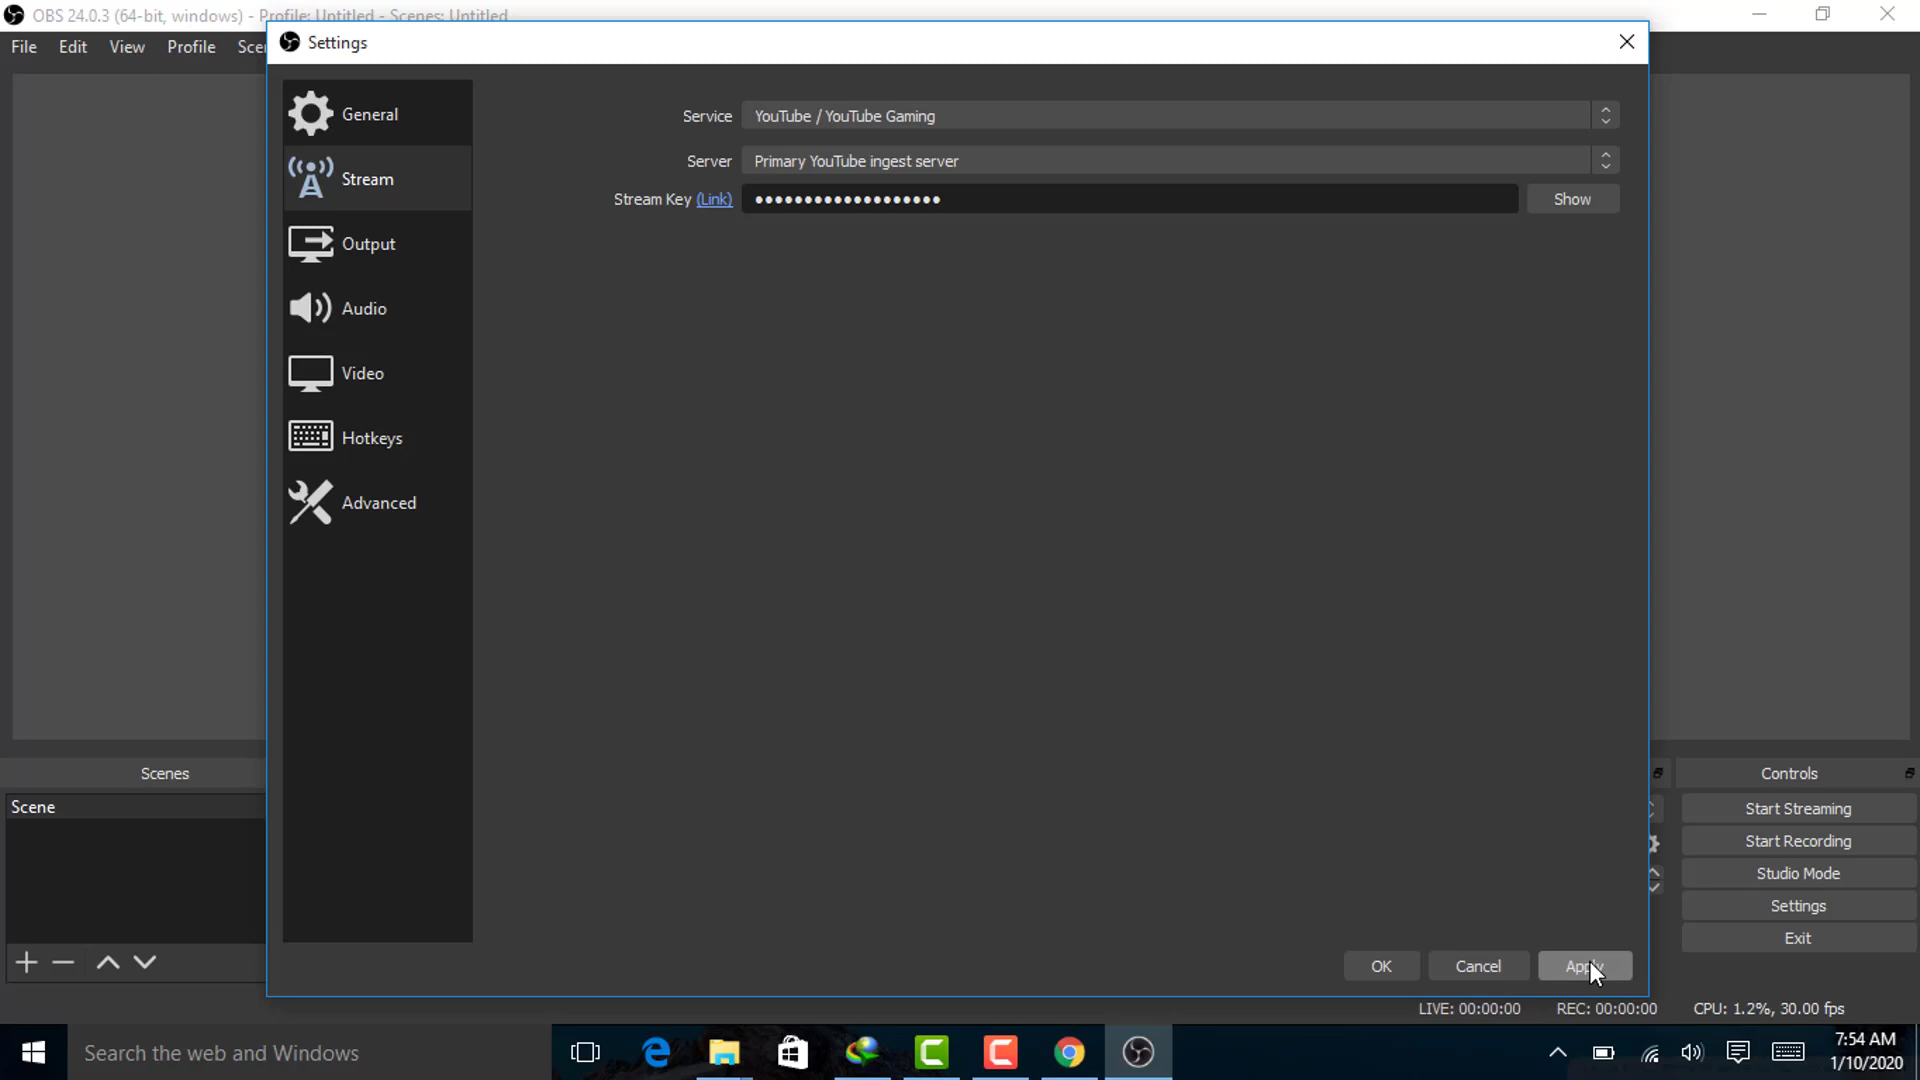 OBS 24.0.3 (64-bit, windows) - Profile: Untitled - Scenes: Untitled
File Edit View Profile Sce
Settings
General
Stream
Output
Audio
Video
Hotkeys
Advanced
Service YouTube / YouTube Gaming
Server Primary YouTube ingest server
Stream Key (Link) ●●●●●●●●●●●●●●●●●●● Show
OK Cancel Apply
Scenes
Scene
Controls
Start Streaming
Start Recording
Studio Mode
Settings
Exit
LIVE: 00:00:00 REC: 00:00:00 CPU: 1.2%, 30.00 fps
Search the web and Windows
7:54 AM
1/10/2020